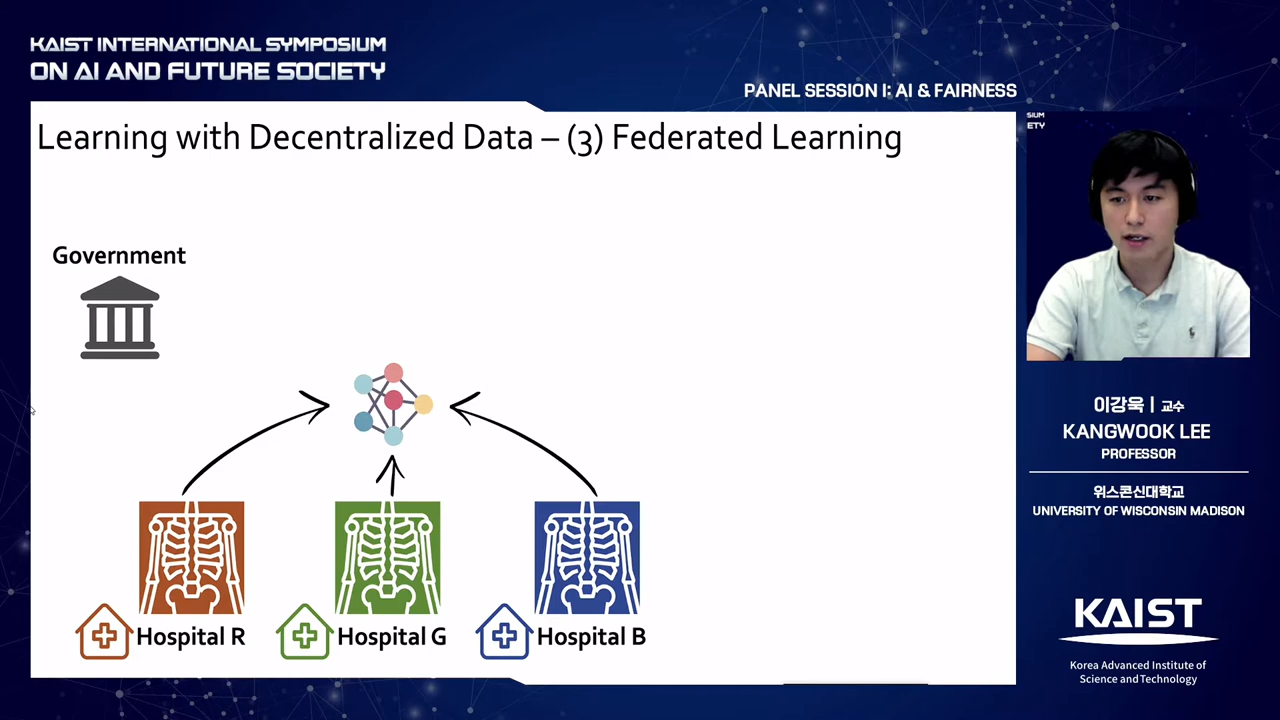 KAIST INTERNATIONAL SYMPOSIUM
ON AI AND FUTURE SOCIETY
PANEL SESSION I: AI & FAIRNESS
Learning with Decentralized Data – (3) Federated Learning
Government
Hospital R
Hospital G
Hospital B
SIUM
ETY
이강욱 | 교수
KANGWOOK LEE
PROFESSOR
위스콘신대학교
UNIVERSITY OF WISCONSIN MADISON
KAIST
Korea Advanced Institute of
Science and Technology